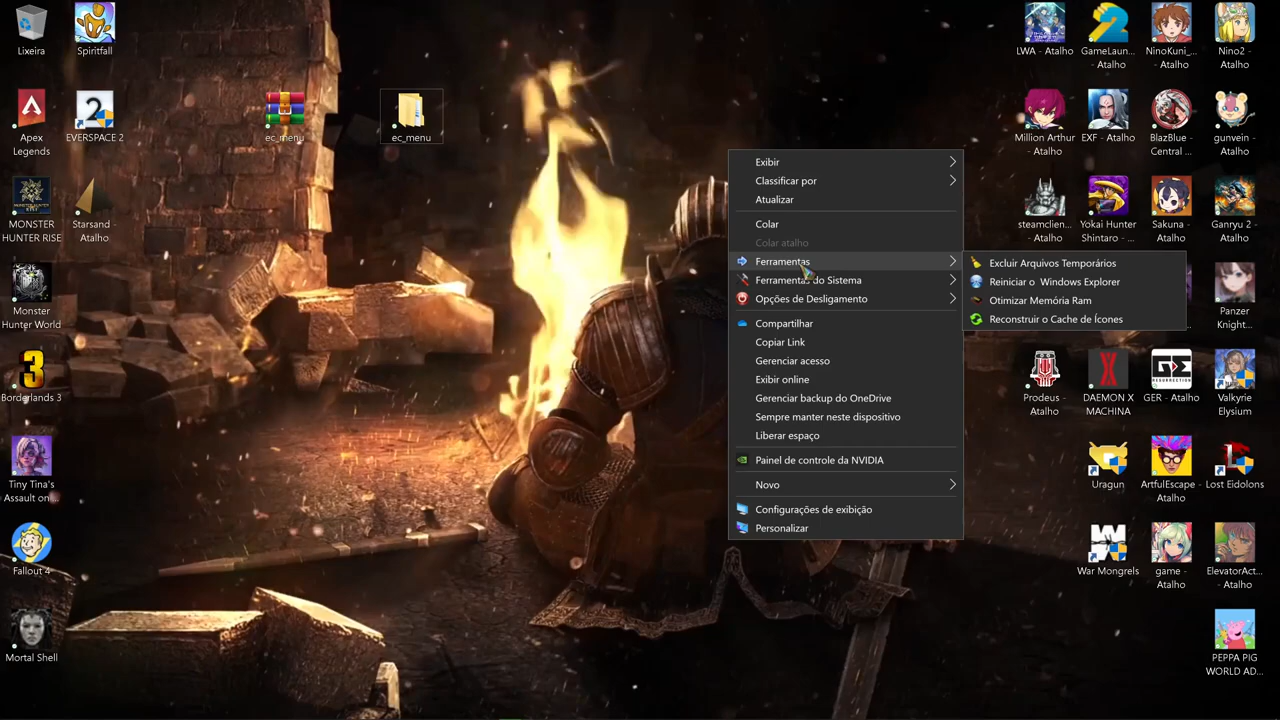 Lixeira
Spiritfall
Apex
Legends
EVERSPACE 2
ec_menu
ec_menu
MONSTER
HUNTER RISE
Starsand -
Atalho
Monster
Hunter World
Borderlands 3
Tiny Tina's
Assault on...
Fallout 4
Mortal Shell
Exibir
Classificar por
Atualizar
Colar
Colar atalho
Ferramentas
Ferramentas do Sistema
Opções de Desligamento
Compartilhar
Copiar Link
Gerenciar acesso
Exibir online
Gerenciar backup do OneDrive
Sempre manter neste dispositivo
Liberar espaço
Painel de controle da NVIDIA
Novo
Configurações de exibição
Personalizar
Excluir Arquivos Temporários
Reiniciar o Windows Explorer
Otimizar Memória Ram
Reconstruir o Cache de Ícones
LWA - Atalho
GameLaun...
- Atalho
NinoKuni_...
- Atalho
Nino2 -
Atalho
Million Arthur
- Atalho
EXF - Atalho
BlazBlue
Central ...
gunvein -
Atalho
steamclien...
- Atalho
Yokai Hunter
Shintaro - ...
Sakuna -
Atalho
Ganryu 2 -
Atalho
Panzer
Knight...
Prodeus -
Atalho
DAEMON X
MACHINA
GER - Atalho
Valkyrie
Elysium
Uragun
ArtfulEscape -
Atalho
Lost Eidolons
War Mongrels
game -
Atalho
ElevatorAct...
- Atalho
PEPPA PIG
WORLD AD...